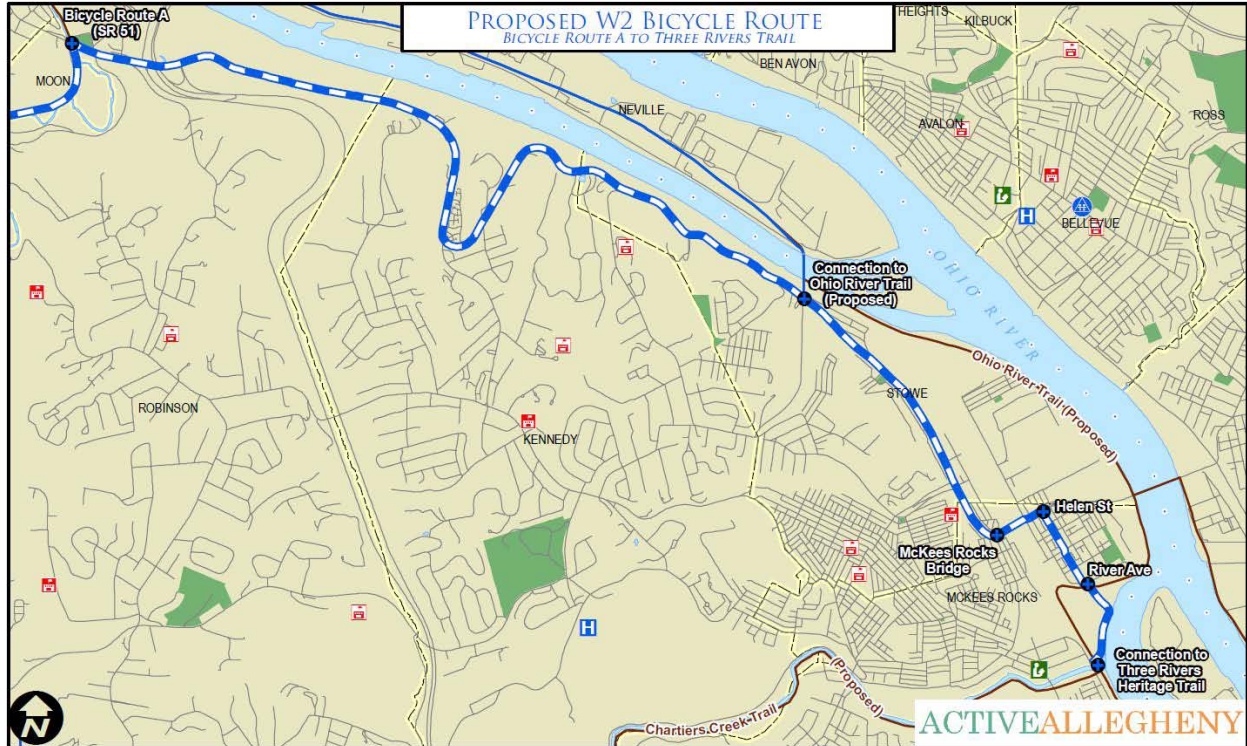 PROPOSED W2 BICYCLE ROUTE
BICYCLE ROUTE A TO THREE RIVERS TRAIL
Bicycle Route A
(SR 51)
HEIGHTS
KILBUCK
MOON
BEN AVON
NEVILLE
AVALON
ROSS
H
BELLEVUE
OHIO RIVER
Connection to
Ohio River Trail
(Proposed)
Ohio River Trail (Proposed)
STOWE
ROBINSON
KENNEDY
Helen St
McKees Rocks
Bridge
River Ave
MCKEES ROCKS
H
Connection to
Three Rivers
Heritage Trail
Chartiers Creek Trail
(Proposed)
N
ACTIVEALLEGHENY